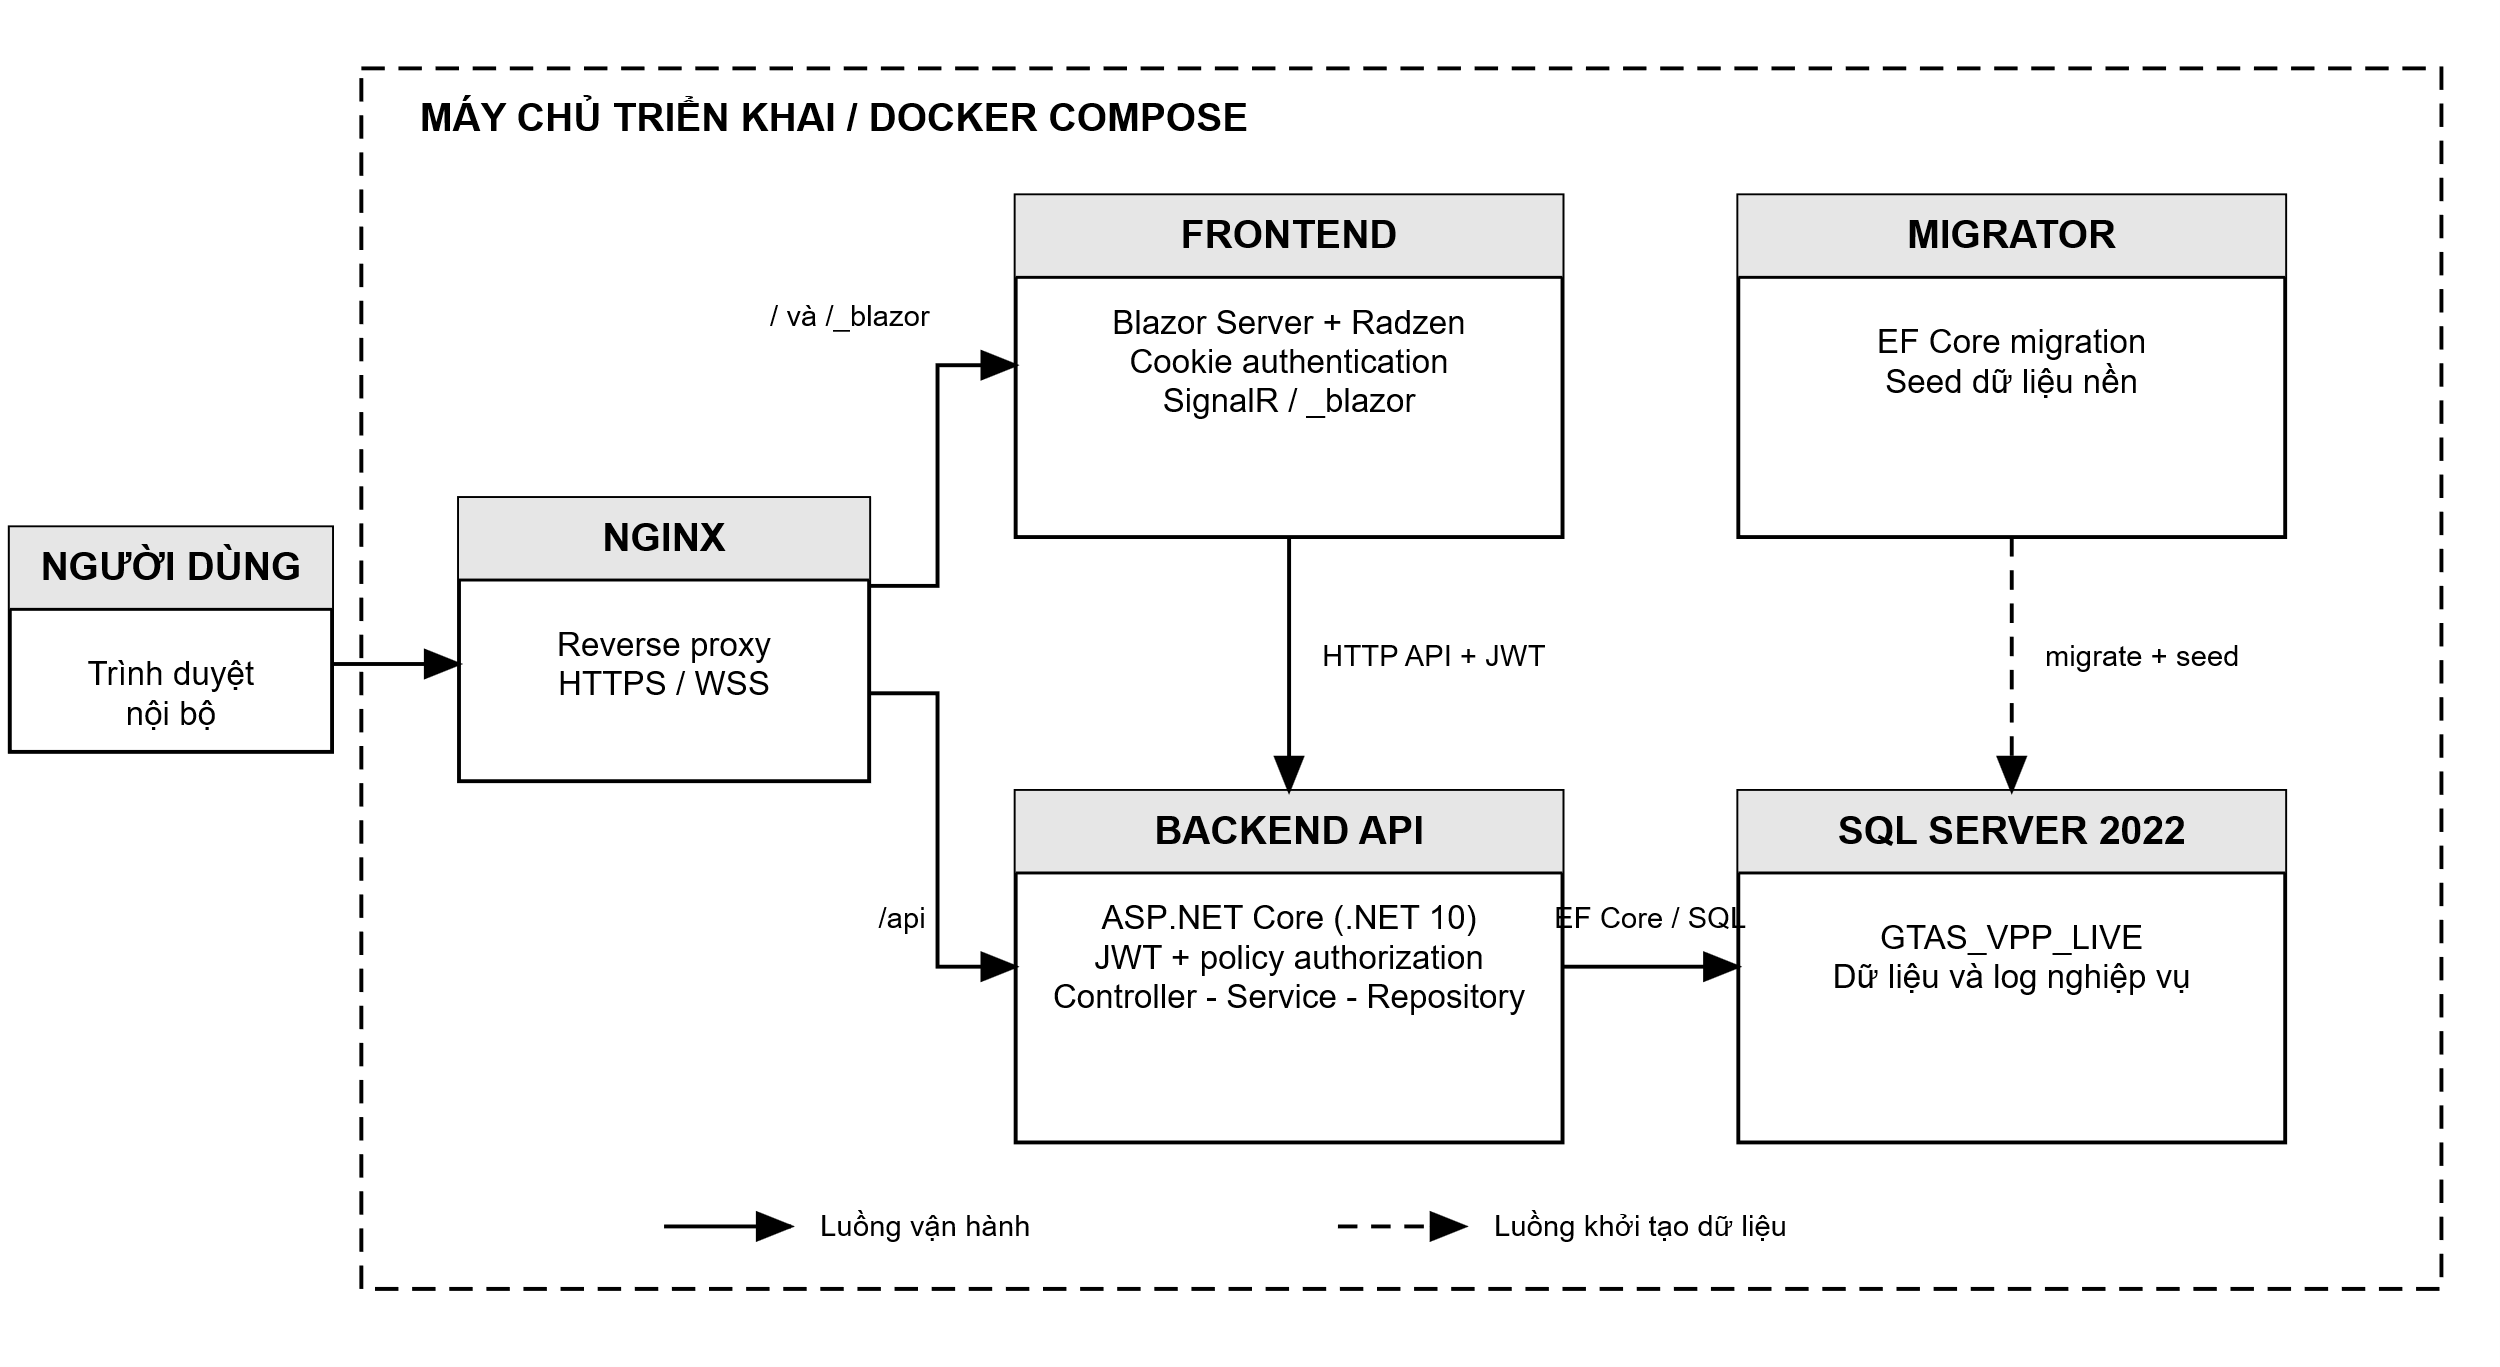 MÁY CHỦ TRIỂN KHAI / DOCKER COMPOSE
NGƯỜI DÙNG
Trình duyệt
nội bộ
NGINX
Reverse proxy
HTTPS / WSS
/ và /_blazor
FRONTEND
Blazor Server + Radzen
Cookie authentication
SignalR / _blazor
MIGRATOR
EF Core migration
Seed dữ liệu nền
HTTP API + JWT
migrate + seed
/api
BACKEND API
ASP.NET Core (.NET 10)
JWT + policy authorization
Controller - Service - Repository
EF Core / SQL
SQL SERVER 2022
GTAS_VPP_LIVE
Dữ liệu và log nghiệp vụ
Luồng vận hành
Luồng khởi tạo dữ liệu